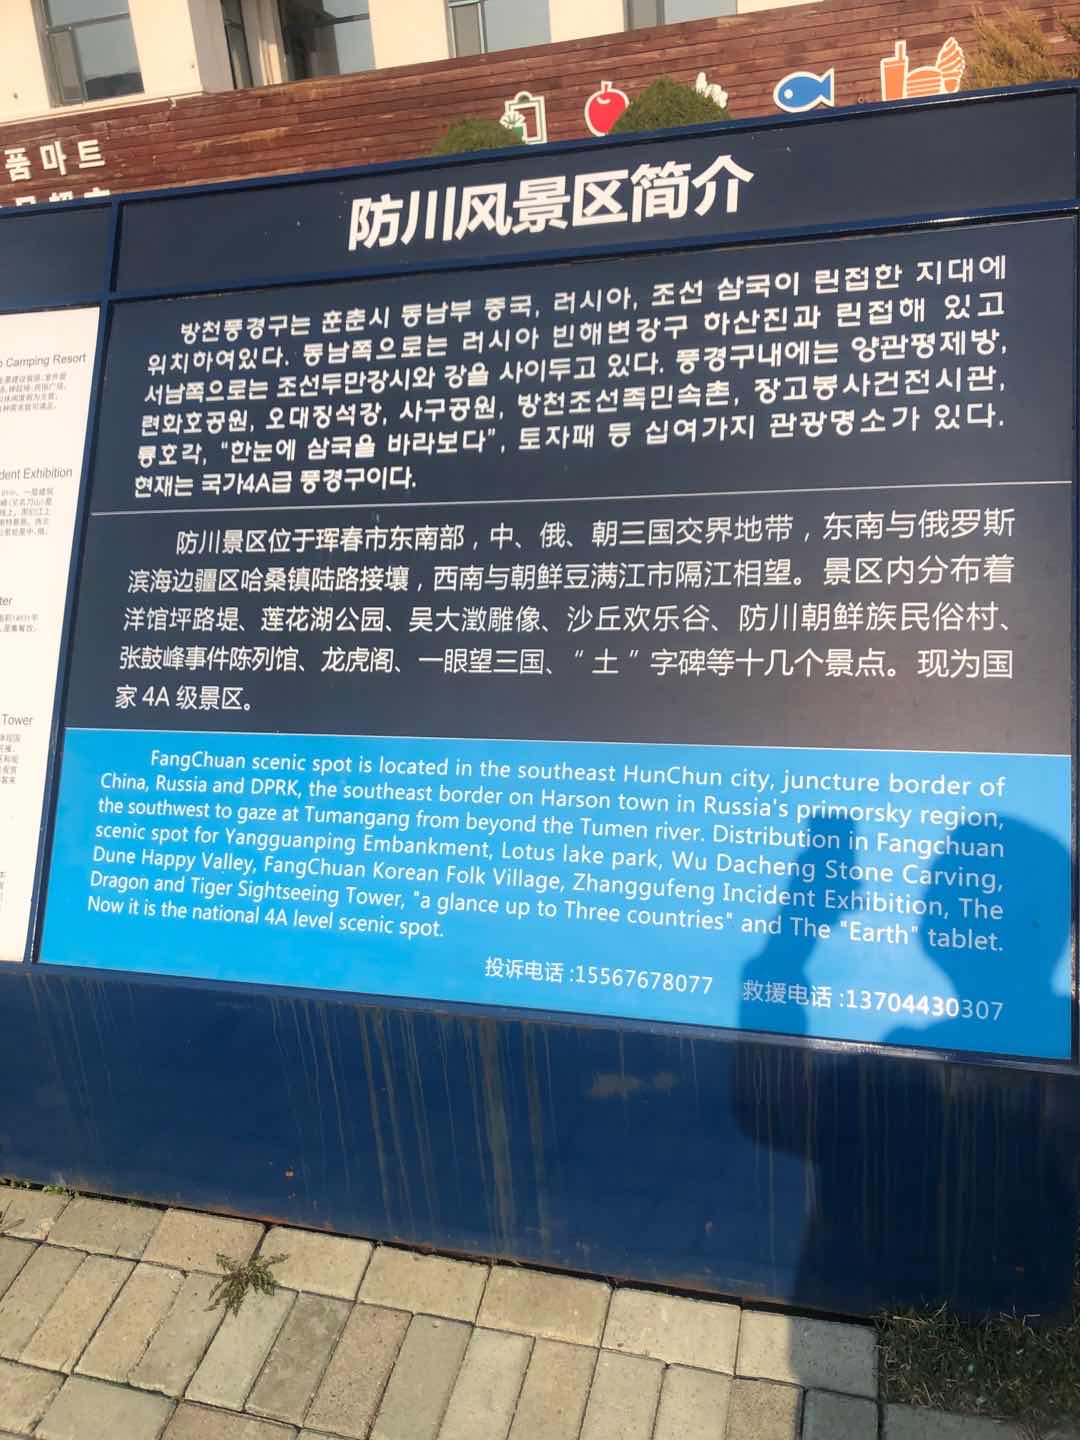 품마트
防川风景区简介
방천풍경구는 훈춘시 동남부 중국, 러시아, 조선 삼국이 린접한 지대에
위치하여있다. 동남쪽으로는 러시아 빈해변강구 하산진과 린접해 있고
서남쪽으로는 조선두만강시와 강을 사이두고 있다. 풍경구내에는 양관평제방,
련화호공원, 오대징석강, 사구공원, 방천조선족민속촌, 장고봉사건전시관,
룡호각, “한눈에 삼국을 바라보다”, 토자패 등 십여가지 관광명소가 있다.
현재는 국가4A급 풍경구이다.
防川景区位于珲春市东南部，中、俄、朝三国交界地带，东南与俄罗斯
滨海边疆区哈桑镇陆路接壤，西南与朝鲜豆满江市隔江相望。景区内分布着
洋馆坪路堤、莲花湖公园、吴大澂雕像、沙丘欢乐谷、防川朝鲜族民俗村、
张鼓峰事件陈列馆、龙虎阁、一眼望三国、“ 土 ”字碑等十几个景点。现为国
家 4A 级景区。
FangChuan scenic spot is located in the southeast HunChun city, juncture border of
China, Russia and DPRK, the southeast border on Harson town in Russia's primorsky region,
the southwest to gaze at Tumangang from beyond the Tumen river. Distribution in Fangchuan
scenic spot for Yangguanping Embankment, Lotus lake park, Wu Dacheng Stone Carving,
Dune Happy Valley, FangChuan Korean Folk Village, Zhanggufeng Incident Exhibition, The
Dragon and Tiger Sightseeing Tower, "a glance up to Three countries" and The "Earth" tablet.
Now it is the national 4A level scenic spot.
投诉电话 :15567678077 救援电话 :13704430307
Camping Resort
dent Exhibition
ter
Tower